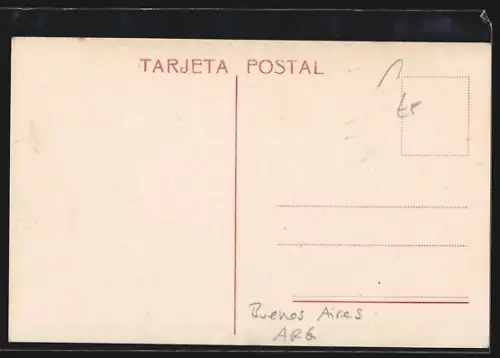 TARJETA POSTAL
Buenos Aires
ARG